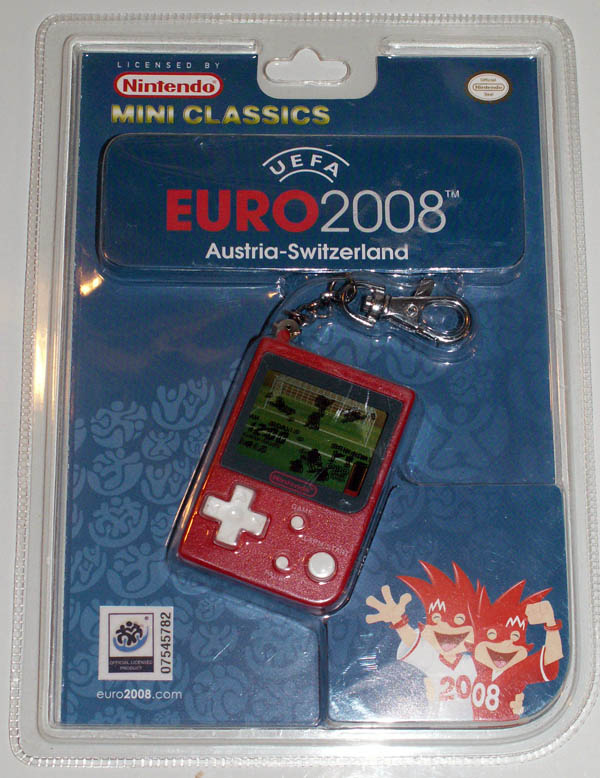 LICENSED BY
Nintendo
MINI CLASSICS
Official
Nintendo
Seal
UEFA
EURO2008™
Austria-Switzerland
Nintendo
GAME
OFFICIAL LICENSED
PRODUCT
07545782
euro2008.com
2008